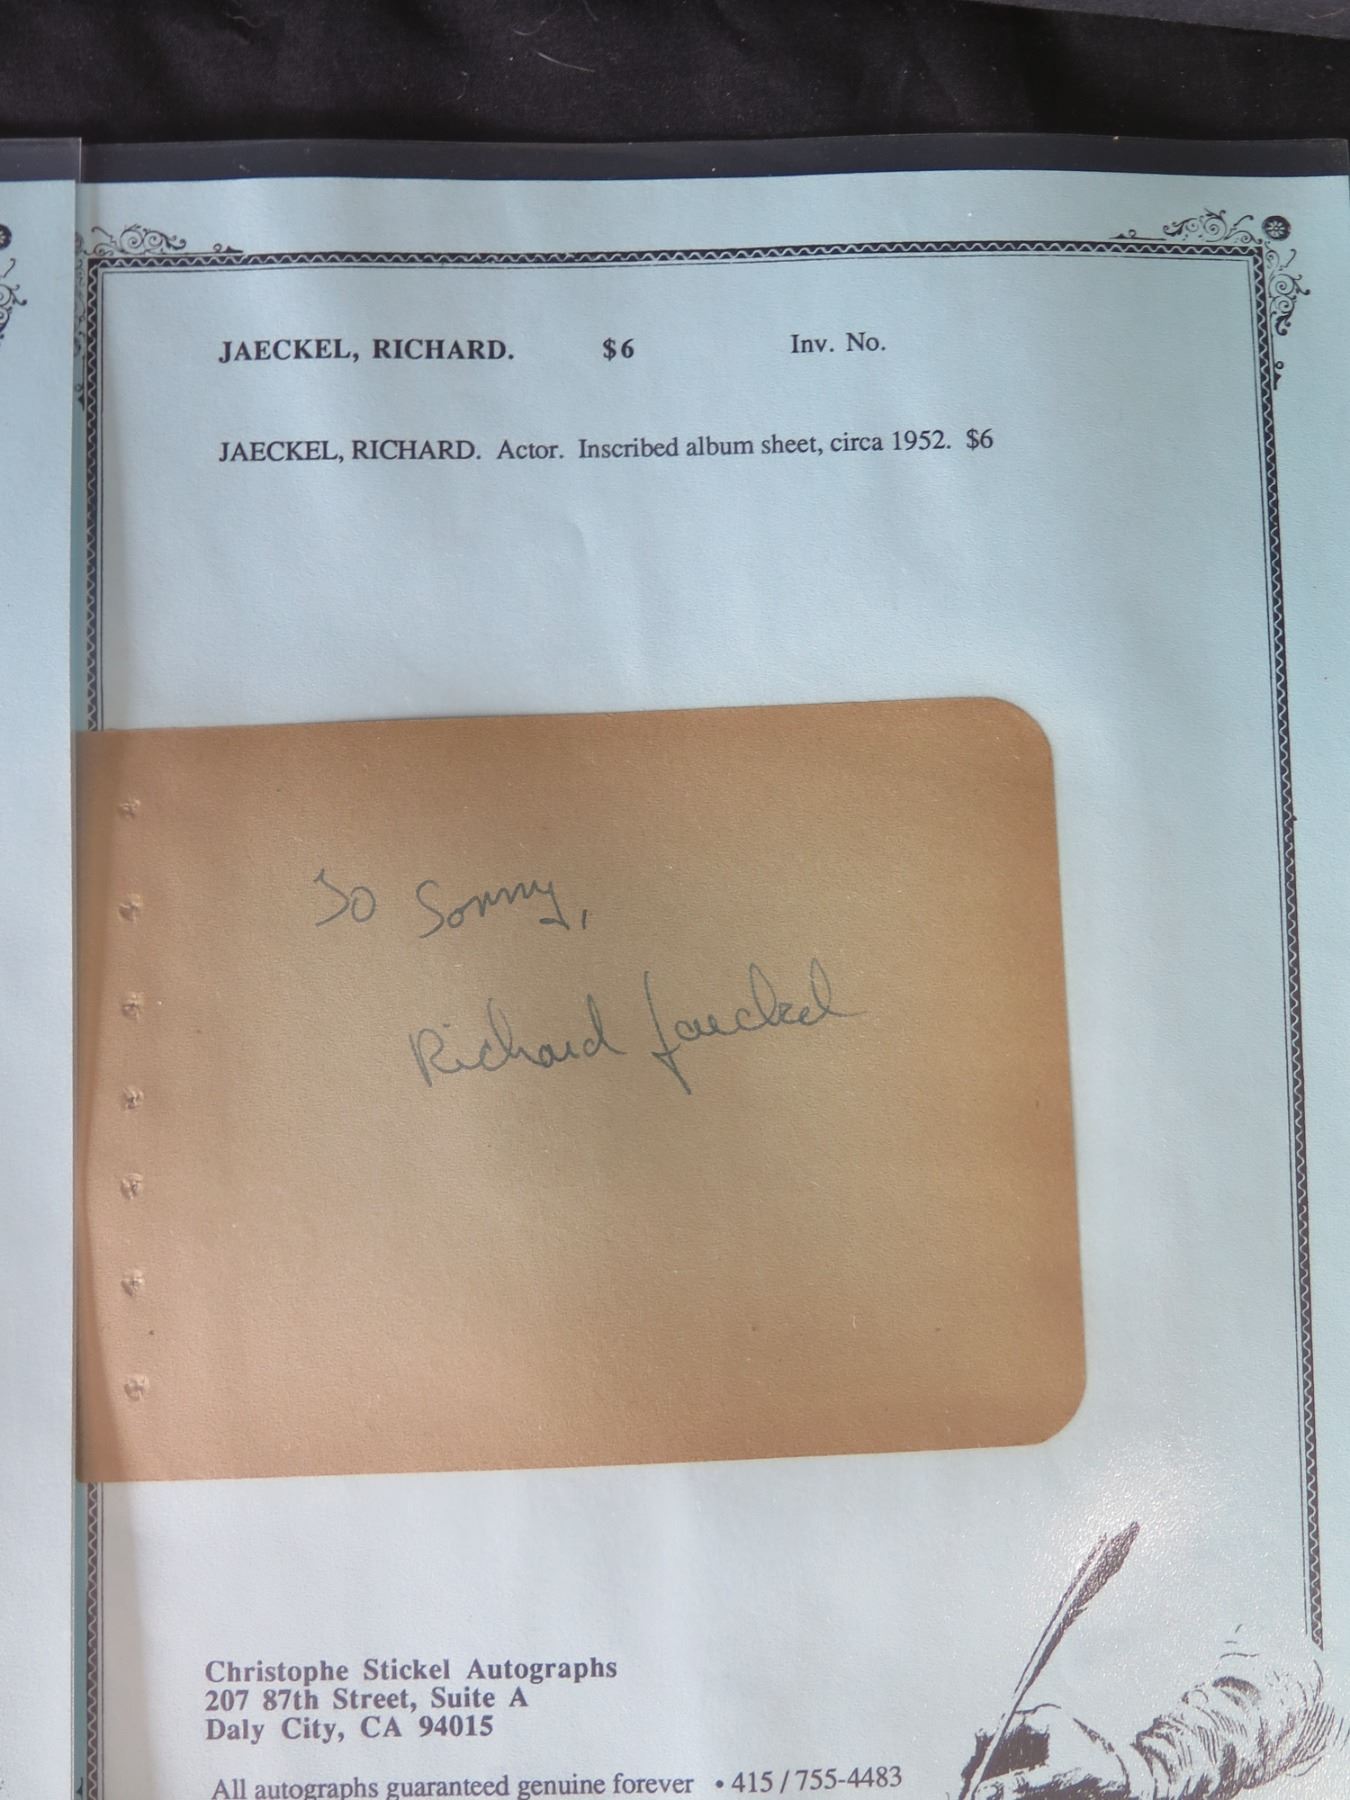 JAECKEL, RICHARD. $6 Inv. No.
JAECKEL, RICHARD. Actor. Inscribed album sheet, circa 1952. $6
To Sonny,
Richard Jaeckel
Christophe Stickel Autographs
207 87th Street, Suite A
Daly City, CA 94015
All autographs guaranteed genuine forever • 415/755-4483